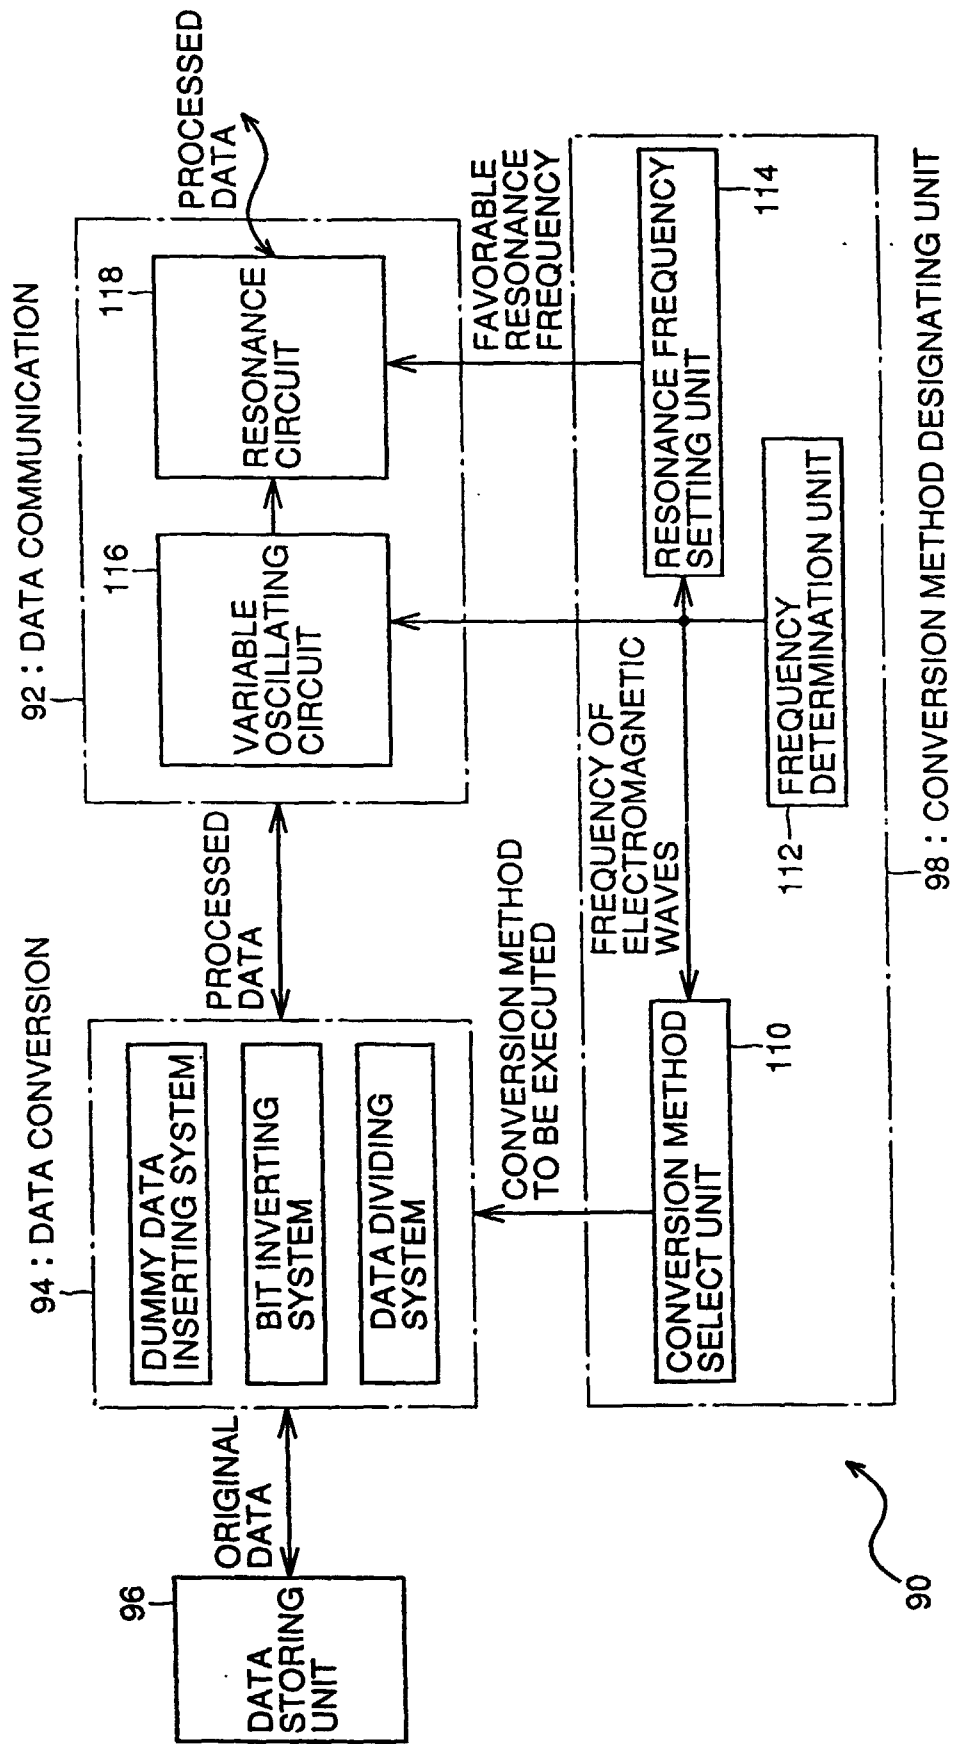 92 : DATA COMMUNICATION
94 : DATA CONVERSION
PROCESSED
DATA
118
RESONANCE
CIRCUIT
116
VARIABLE
OSCILLATING
CIRCUIT
PROCESSED
DATA
DUMMY DATA
INSERTING SYSTEM
BIT INVERTING
SYSTEM
DATA DIVIDING
SYSTEM
ORIGINAL
DATA
96
DATA
STORING
UNIT
FAVORABLE
RESONANCE
FREQUENCY
CONVERSION METHOD
TO BE EXECUTED
FREQUENCY OF
ELECTROMAGNETIC
WAVES
RESONANCE FREQUENCY
SETTING UNIT
114
CONVERSION METHOD
SELECT UNIT
110
FREQUENCY
DETERMINATION UNIT
112
98 : CONVERSION METHOD DESIGNATING UNIT
90